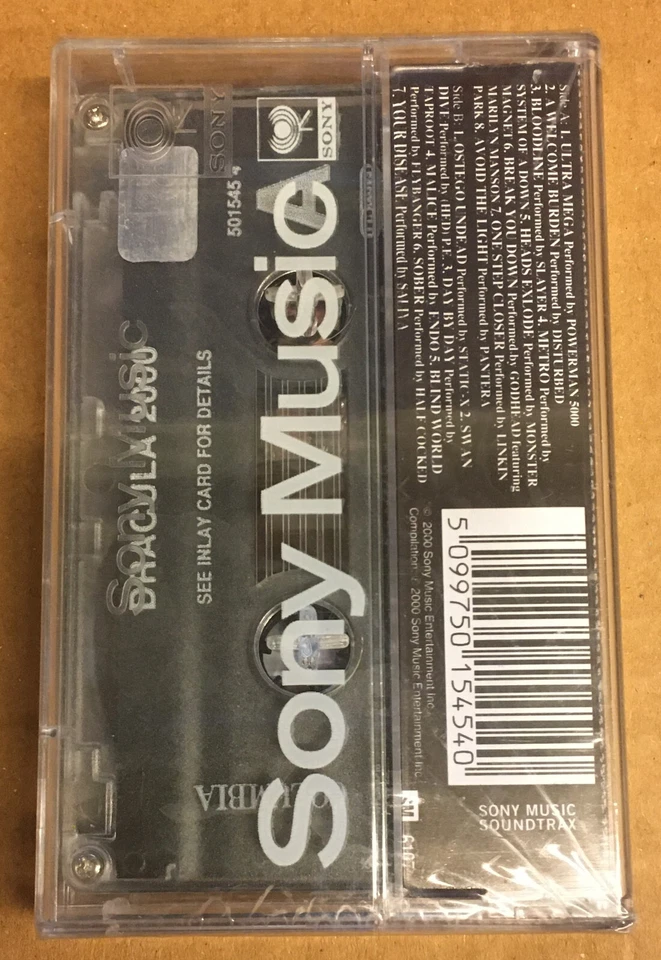 Side A: 1. ULTRA MEGA Performed by POWERMAN 5000
2. A WELCOME BURDEN Performed by DISTURBED
3. BLOODLINE Performed by SLAYER 4. METRO Performed by
SYSTEM OF A DOWN 5. HEADS EXLODE Performed by MONSTER
MAGNET 6. BREAK YOU DOWN Performed by GODHEAD featuring
MARILYN MANSON 7. ONE STEP CLOSER Performed by LINKIN
PARK 8. AVOID THE LIGHT Performed by PANTERA
Side B: 1. OSTEGO UNDEAD Performed by STATIC-X 2. SWAN
DIVE Performed by (HED) P.E. 3. DAY BY DAY Performed by
TAPROOT 4. MALICE Performed by ENDO 5. BLIND WORLD
Performed by FLYBANGER 6. SOBER Performed by HALF COCKED
7. YOUR DISEASE Performed by SALIVA
℗ 2000 Sony Music Entertainment Inc.
Compilation ℗ 2000 Sony Music Entertainment Inc.
5 099750 154540
SONY MUSIC
SOUNDTRAX
SONY
501545 4
A
Sony Music
SEE INLAY CARD FOR DETAILS
DRACULA 2000
Sony Music
SONY
COLUMBIA